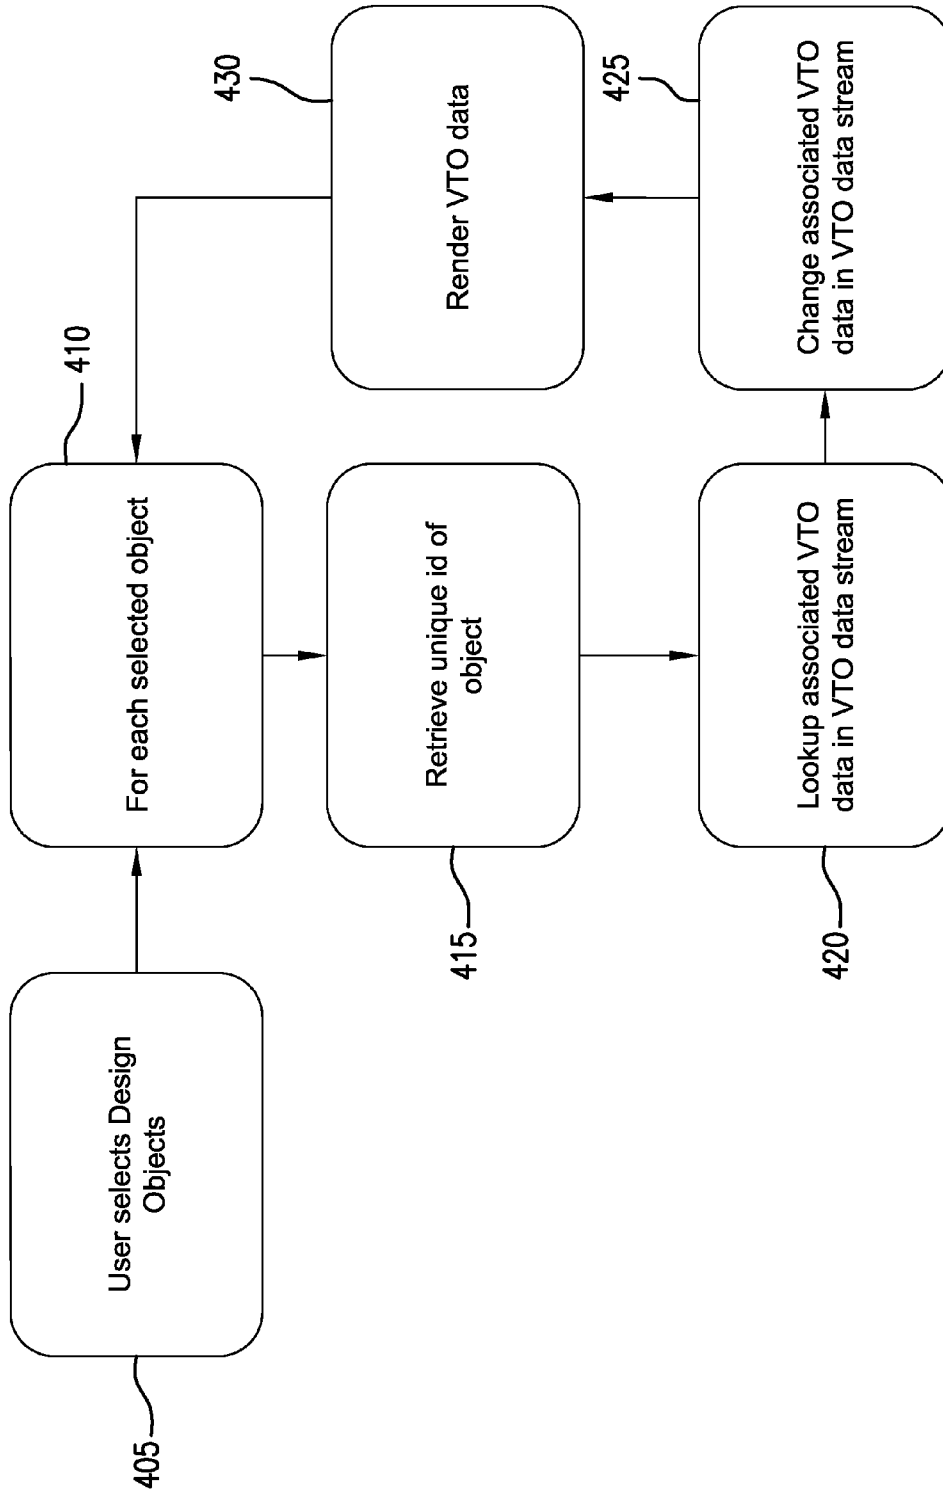 User selects Design
Objects
405
For each selected object
410
Retrieve unique id of
object
415
Lookup associated VTO
data in VTO data stream
420
Change associated VTO
data in VTO data stream
425
Render VTO data
430